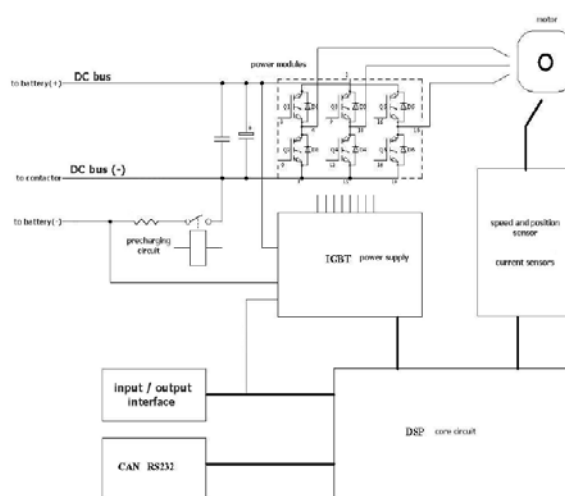 motor
DC bus
power modules
to battery(+)
DC bus (-)
to contactor
to battery(-)
precharging
circuit
IGBT power supply
speed and position
sensor
current sensors
input / output
interface
DSP core circuit
CAN RS232